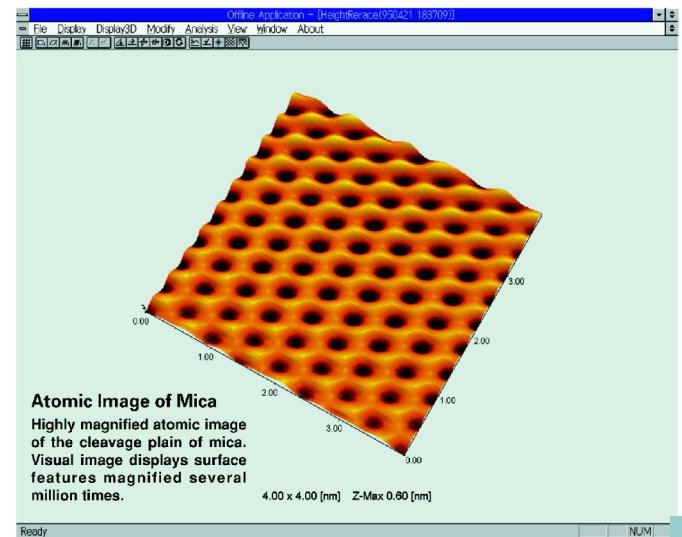 Offline Application - [HeightRerace(950421 183709)]
File Display Display3D Modify Analysis View Window About
0.00
1.00
2.00
3.00
0.00
1.00
2.00
3.00
Atomic Image of Mica
Highly magnified atomic image
of the cleavage plain of mica.
Visual image displays surface
features magnified several
million times.
4.00 x 4.00 [nm] Z-Max 0.60 [nm]
Ready NUM